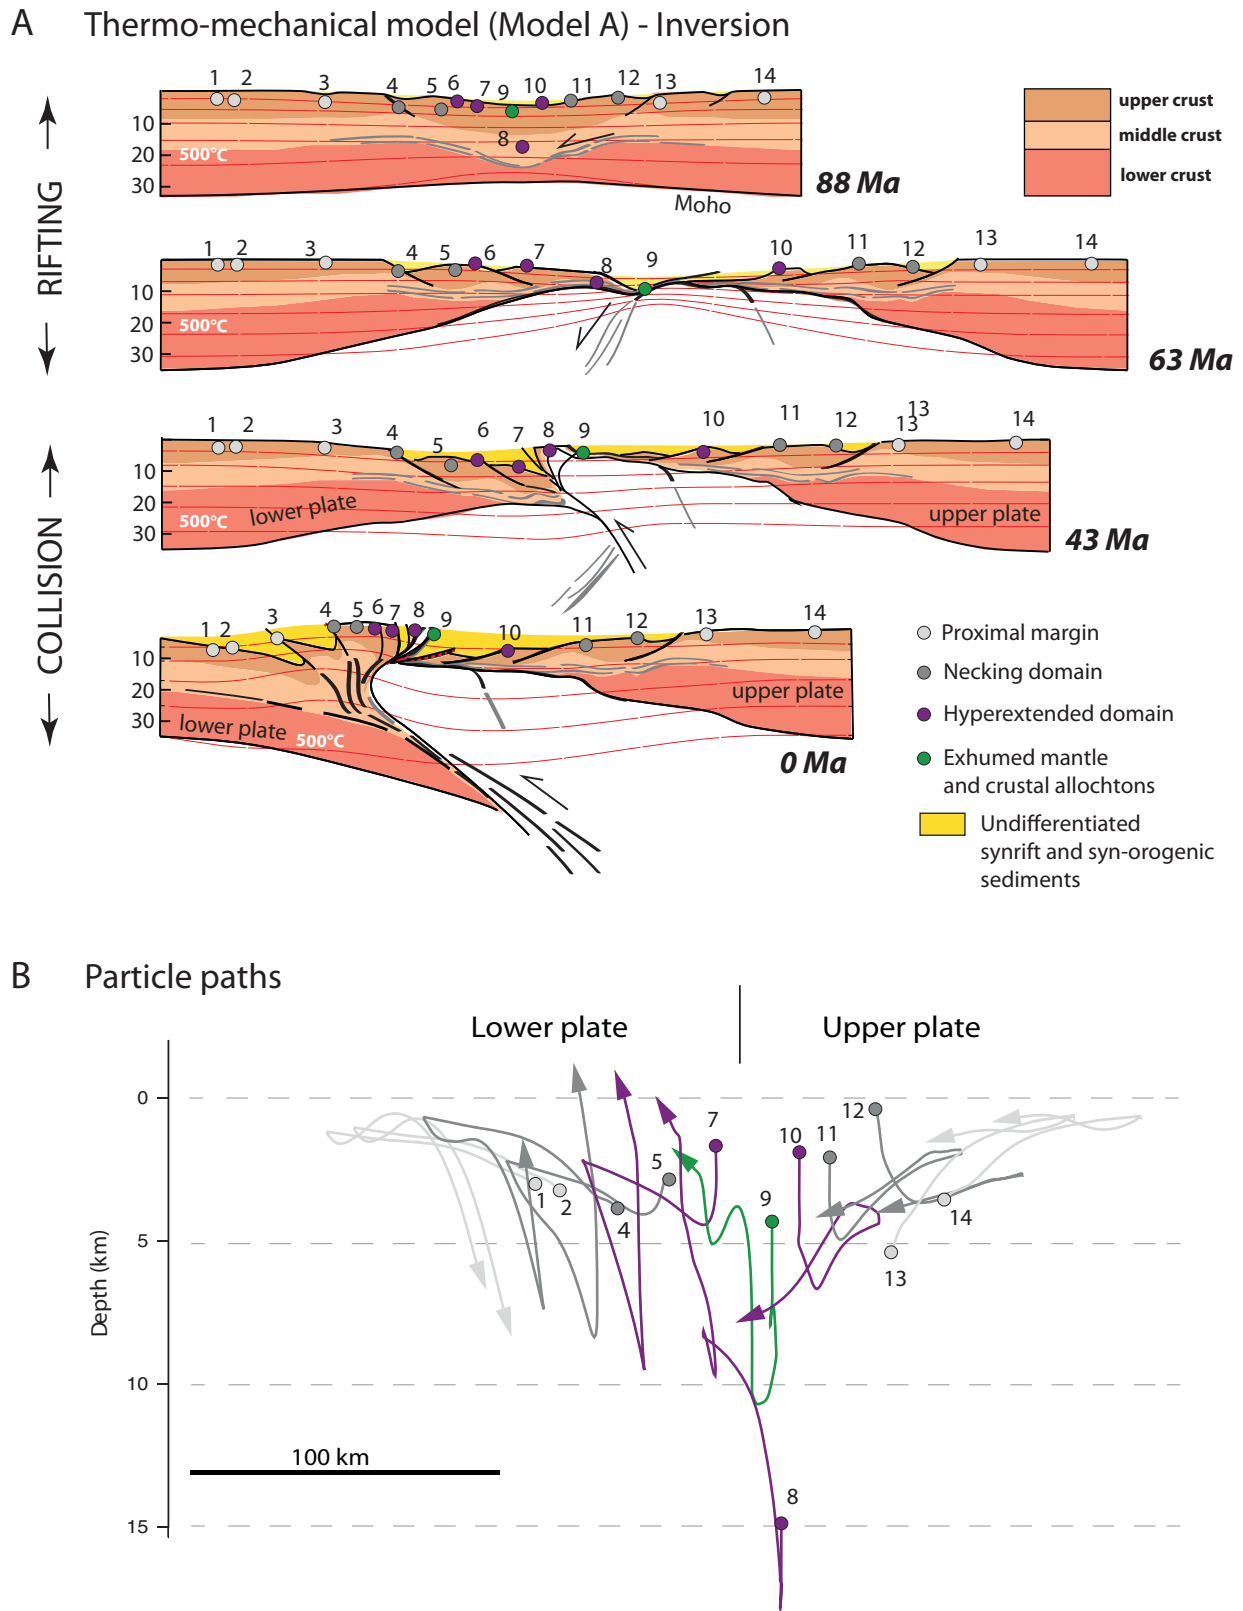 A Thermo-mechanical model (Model A) - Inversion
1 2 3 4 5 6 7 9 10 11 12 13 14
8
10
20
30
500°C
Moho
88 Ma
upper crust
middle crust
lower crust
RIFTING
1 2 3 4 5 6 7 8 9 10 11 12 13 14
10
20
30
500°C
63 Ma
1 2 3 4 5 6 7 8 9 10 11 12 13 13 14
10
20
30
500°C
lower plate
upper plate
43 Ma
COLLISION
1 2 3 4 5 6 7 8 9 10 11 12 13 14
10
20
30
lower plate
500°C
upper plate
0 Ma
Proximal margin
Necking domain
Hyperextended domain
Exhumed mantle
and crustal allochtons
Undifferentiated
synrift and syn-orogenic
sediments
B Particle paths
Lower plate
Upper plate
Depth (km)
0
5
10
15
1
2
4
5
7
8
9
10
11
12
13
14
100 km